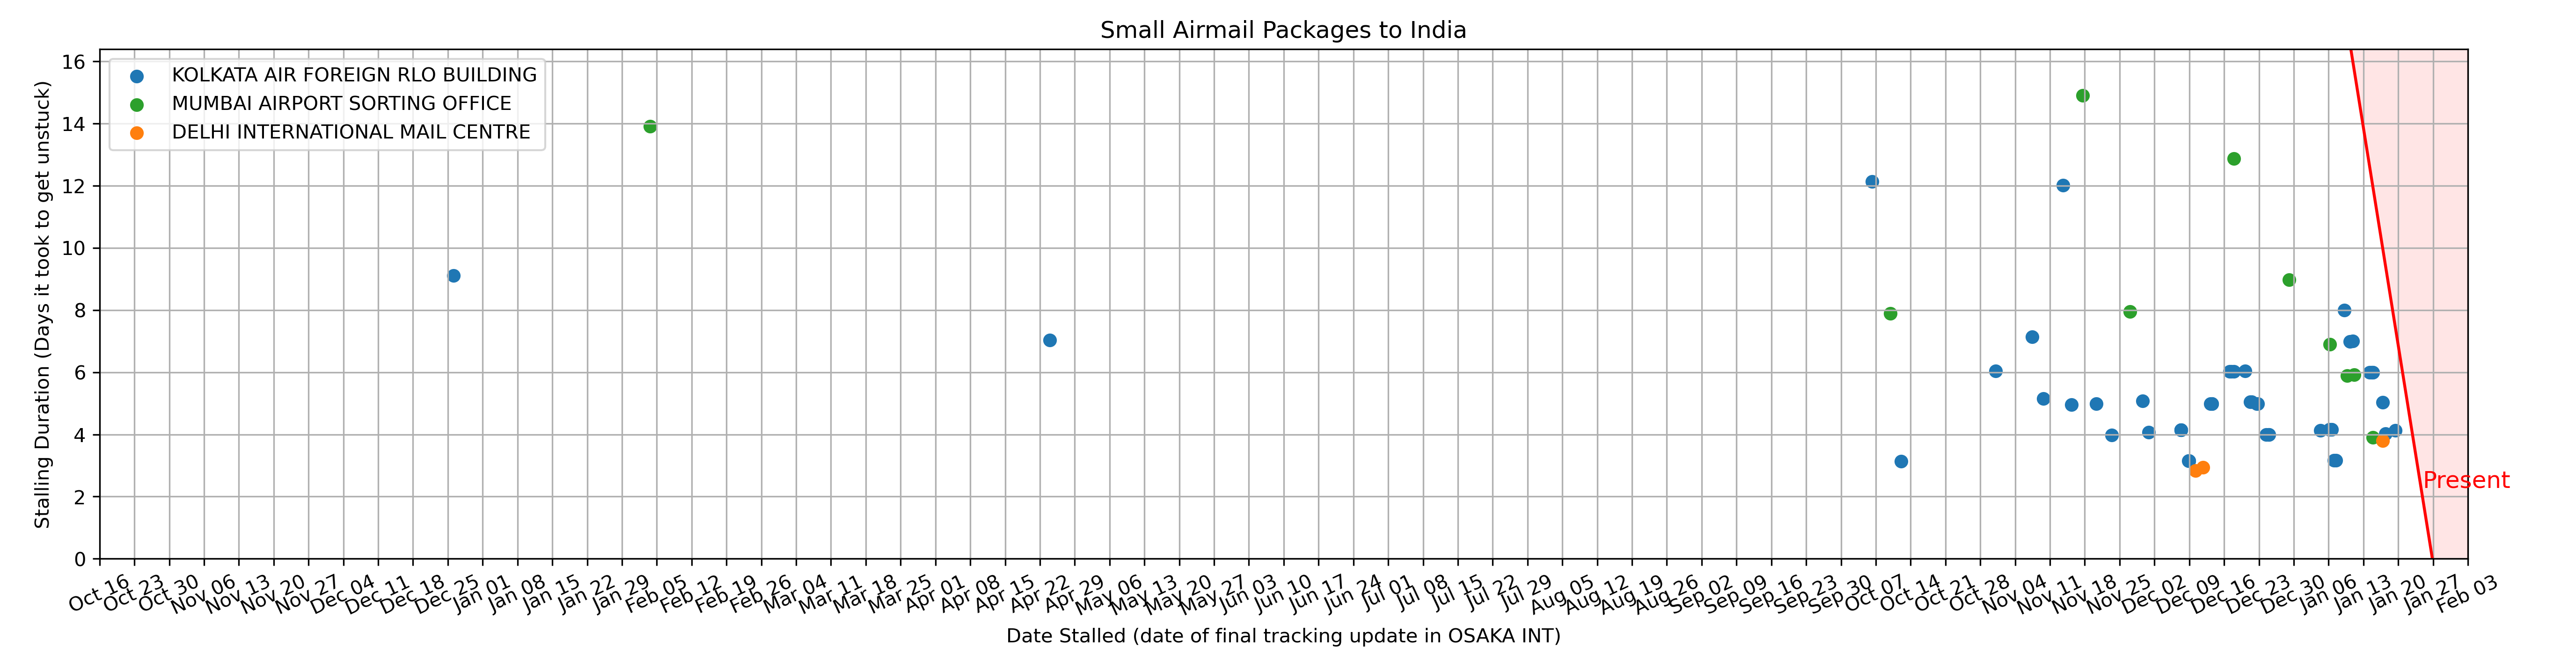 Small Airmail Packages to India
KOLKATA AIR FOREIGN RLO BUILDING
MUMBAI AIRPORT SORTING OFFICE
DELHI INTERNATIONAL MAIL CENTRE
Stalling Duration (Days it took to get unstuck)
16
14
12
10
8
6
4
2
0
Present
Oct 16 Oct 23 Oct 30 Nov 06 Nov 13 Nov 20 Nov 27 Dec 04 Dec 11 Dec 18 Dec 25 Jan 01 Jan 08 Jan 15 Jan 22 Jan 29 Feb 05 Feb 12 Feb 19 Feb 26 Mar 04 Mar 11 Mar 18 Mar 25 Apr 01 Apr 08 Apr 15 Apr 22 Apr 29 May 06 May 13 May 20 May 27 Jun 03 Jun 10 Jun 17 Jun 24 Jul 01 Jul 08 Jul 15 Jul 22 Jul 29 Aug 05 Aug 12 Aug 19 Aug 26 Sep 02 Sep 09 Sep 16 Sep 23 Sep 30 Oct 07 Oct 14 Oct 21 Oct 28 Nov 04 Nov 11 Nov 18 Nov 25 Dec 02 Dec 09 Dec 16 Dec 23 Dec 30 Jan 06 Jan 13 Jan 20 Jan 27 Feb 03
Date Stalled (date of final tracking update in OSAKA INT)